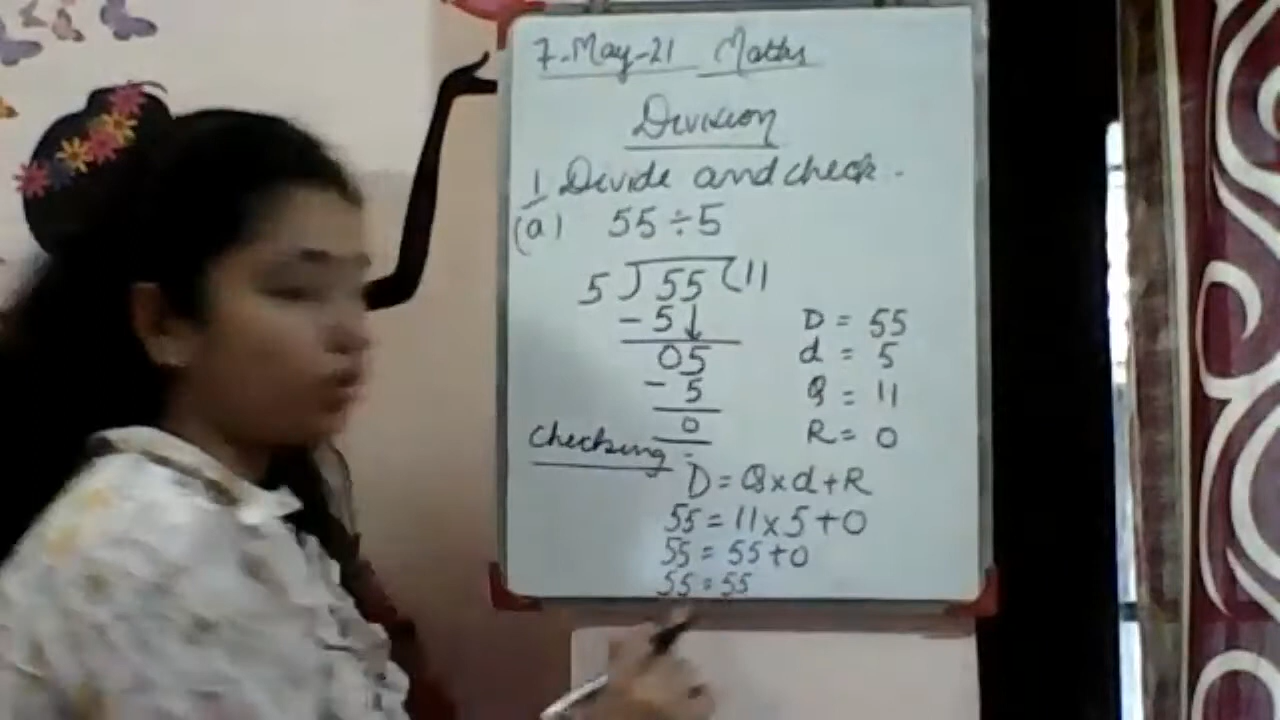 7-May-21 Maths
Division
1 Divide and check.
(a) 55÷5
5 ) 55 ( 11
- 5↓
05
- 5
0
D = 55
d = 5
Q = 11
R = 0
Checking :-
D = Q x d + R
55 = 11 x 5 + 0
55 = 55 + 0
55 = 55